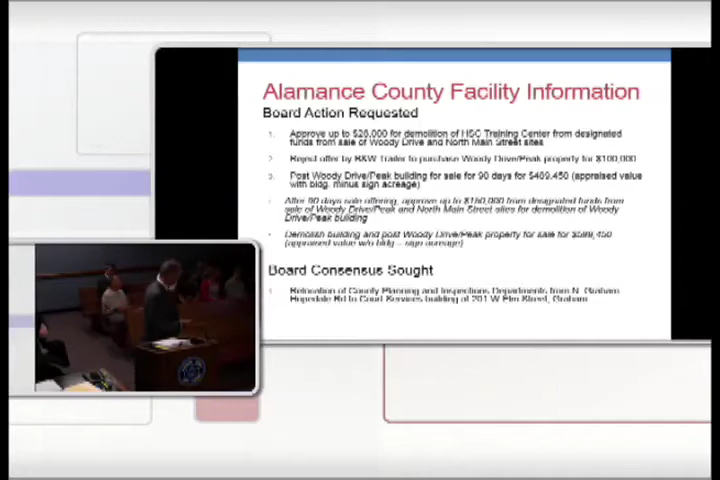 Alamance County Facility Information
Board Action Requested
1. Approve up to $26,000 for demolition of HSC Training Center from designated
funds from sale of Woody Drive and North Main Street sites
2. Reject offer by R&W Trailer to purchase Woody Drive/Peak property for $100,000
3. Post Woody Drive/Peak building for sale for 90 days for $409,450 (appraised value
with bldg. minus sign acreage)
After 90 days sale offering, approve up to $150,000 from designated funds from
sale of Woody Drive/Peak and North Main Street sites for demolition of Woody
Drive/Peak building
Demolish building and post Woody Drive/Peak property for sale for
(appraised value w/o bldg – sign acreage)
Board Consensus Sought
Relocation of County Planning and Inspections Departments from N. Graham
Hopedale Rd to Court Services building of 201 W Elm Street, Graham